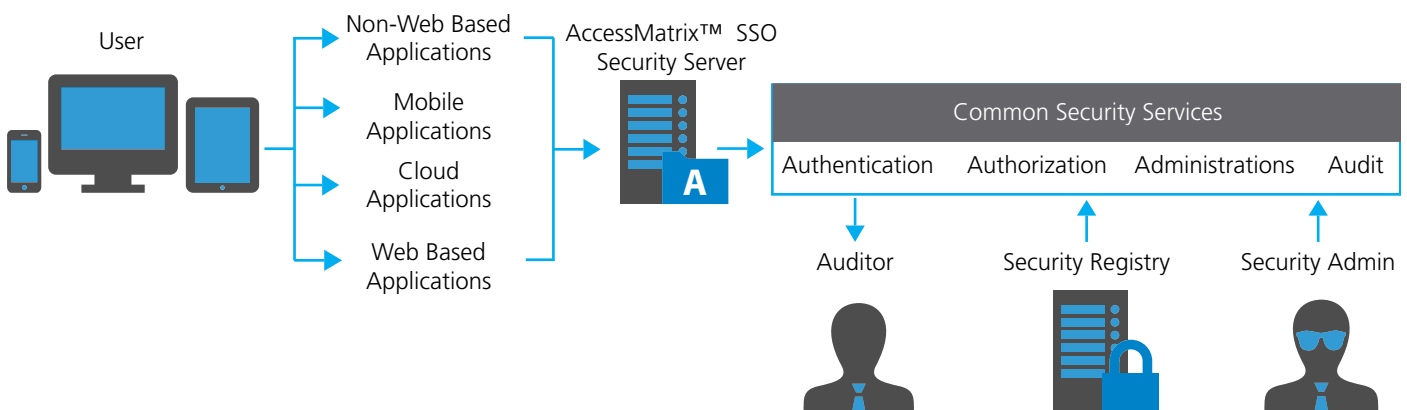 User
Non-Web Based
Applications
Mobile
Applications
Cloud
Applications
Web Based
Applications
AccessMatrix™ SSO
Security Server
A
Common Security Services
Authentication Authorization Administrations Audit
Auditor
Security Registry
Security Admin